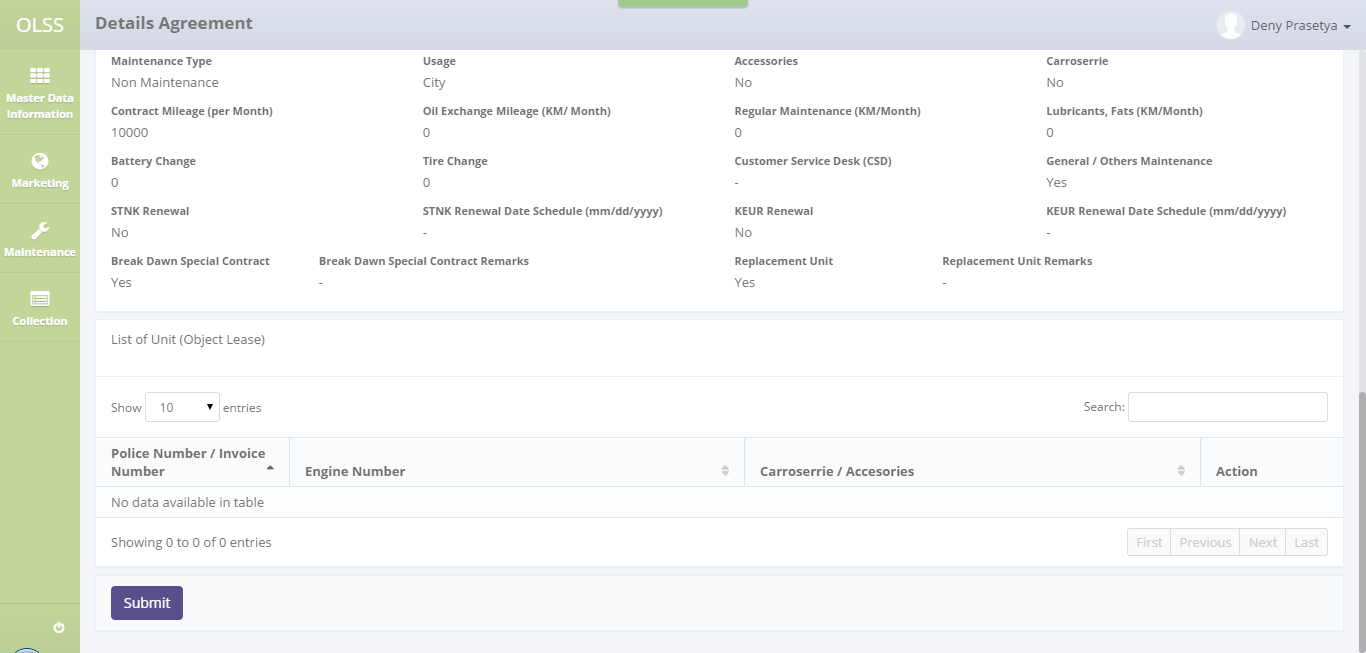 OLSS
Details Agreement
Deny Prasetya
Master Data
Information
Marketing
Maintenance
Collection
Maintenance Type
Usage
Accessories
Carroserrie
Non Maintenance
City
No
No
Contract Mileage (per Month)
Oil Exchange Mileage (KM/ Month)
Regular Maintenance (KM/Month)
Lubricants, Fats (KM/Month)
10000
0
0
0
Battery Change
Tire Change
Customer Service Desk (CSD)
General / Others Maintenance
0
0
-
Yes
STNK Renewal
STNK Renewal Date Schedule (mm/dd/yyyy)
KEUR Renewal
KEUR Renewal Date Schedule (mm/dd/yyyy)
No
-
No
-
Break Dawn Special Contract
Break Dawn Special Contract Remarks
Replacement Unit
Replacement Unit Remarks
Yes
-
Yes
-
List of Unit (Object Lease)
Show 10 entries
Search:
Police Number / Invoice
Number
Engine Number
Carroserrie / Accesories
Action
No data available in table
Showing 0 to 0 of 0 entries
First
Previous
Next
Last
Submit